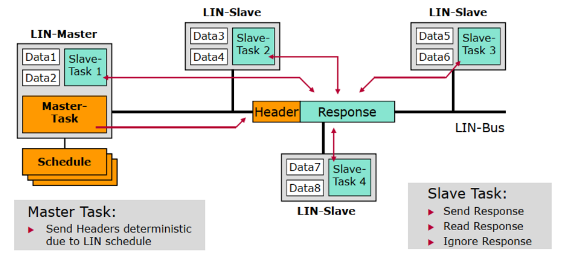 LIN-Master
Data1
Data2
Slave-
Task 1
Master-
Task
Schedule
LIN-Slave
Data3
Data4
Slave-
Task 2
LIN-Slave
Data5
Data6
Slave-
Task 3
Header
Response
LIN-Bus
Data7
Data8
Slave-
Task 4
LIN-Slave
Master Task:
Send Headers deterministic
due to LIN schedule
Slave Task:
Send Response
Read Response
Ignore Response